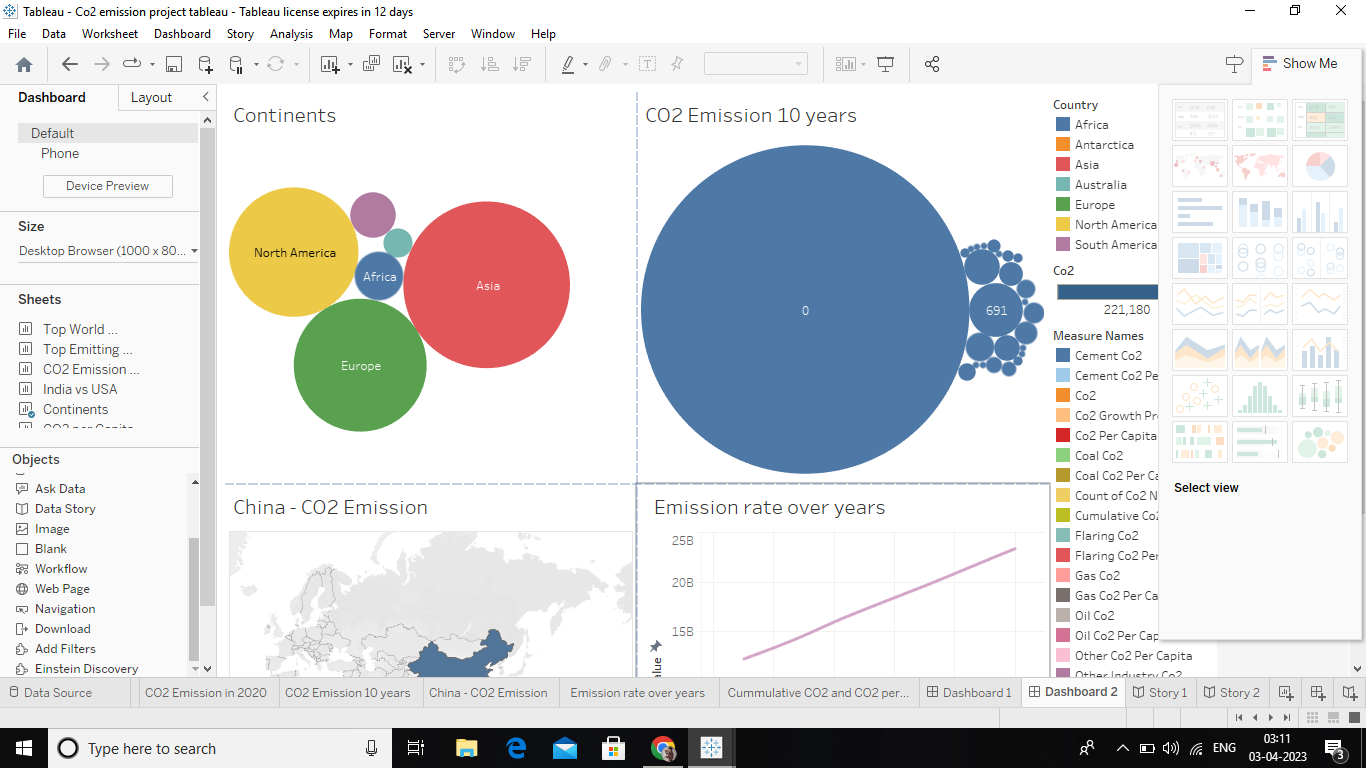 Tableau - Co2 emission project tableau - Tableau license expires in 12 days
File Data Worksheet Dashboard Story Analysis Map Format Server Window Help
Show Me
Dashboard Layout
Default
Phone
Device Preview
Size
Desktop Browser (1000 x 80...
Sheets
Top World ...
Top Emitting ...
CO2 Emission ...
India vs USA
Continents
CO2 per Capita
Objects
Ask Data
Data Story
Image
Blank
Workflow
Web Page
Navigation
Download
Add Filters
Einstein Discovery
Continents
North America
Africa
Asia
Europe
CO2 Emission 10 years
0
691
China - CO2 Emission
Emission rate over years
25B
20B
15B
alue
Country
Africa
Antarctica
Asia
Australia
Europe
North America
South America
Co2
221,180
Measure Names
Cement Co2
Cement Co2 Pe
Co2
Co2 Growth Pr
Co2 Per Capita
Coal Co2
Coal Co2 Per Ca
Count of Co2 N
Cumulative Co2
Flaring Co2
Flaring Co2 Per
Gas Co2
Gas Co2 Per Ca
Oil Co2
Oil Co2 Per Cap
Other Co2 Per Capita
Other Industry Co2
Select view
Data Source CO2 Emission in 2020 CO2 Emission 10 years China - CO2 Emission Emission rate over years Cummulative CO2 and CO2 per... Dashboard 1 Dashboard 2 Story 1 Story 2
Type here to search
ENG
03:11
03-04-2023
3